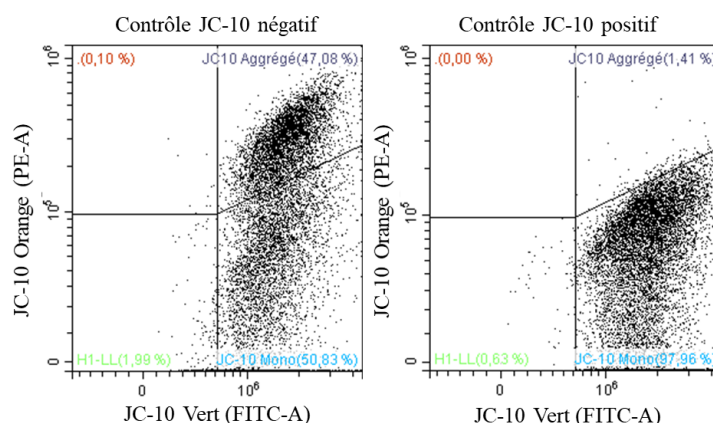 Contrôle JC-10 négatif
Contrôle JC-10 positif
JC-10 Orange (PE-A)
10⁶
10⁵
0
.(0,10 %)
JC10 Aggrégé(47,08 %)
H1-LL(1,99 %)
JC-10 Mono(50,83 %)
0
10⁶
JC-10 Vert (FITC-A)
JC-10 Orange (PE-A)
10⁶
10⁵
0
.(0,00 %)
JC10 Aggrégé(1,41 %)
H1-LL(0,63 %)
JC-10 Mono(97,96 %)
0
10⁶
JC-10 Vert (FITC-A)